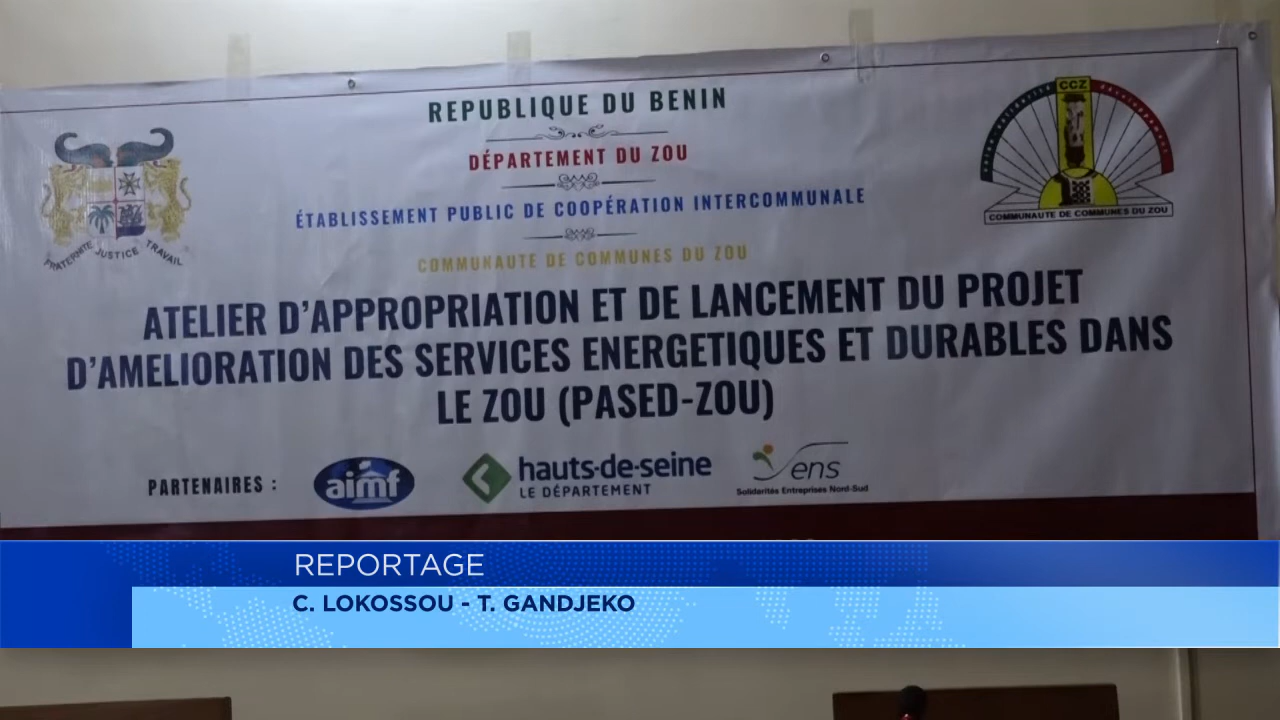 REPUBLIQUE DU BENIN
DÉPARTEMENT DU ZOU
ÉTABLISSEMENT PUBLIC DE COOPÉRATION INTERCOMMUNALE
COMMUNAUTE DE COMMUNES DU ZOU
FRATERNITE JUSTICE TRAVAIL
CCZ
COMMUNAUTE DE COMMUNES DU ZOU
ATELIER D'APPROPRIATION ET DE LANCEMENT DU PROJET
D'AMELIORATION DES SERVICES ENERGETIQUES ET DURABLES DANS
LE ZOU (PASED-ZOU)
PARTENAIRES :
aimf
hauts-de-seine
LE DÉPARTEMENT
Sens
Solidarités Entreprises Nord-Sud
REPORTAGE
C. LOKOSSOU - T. GANDJEKO